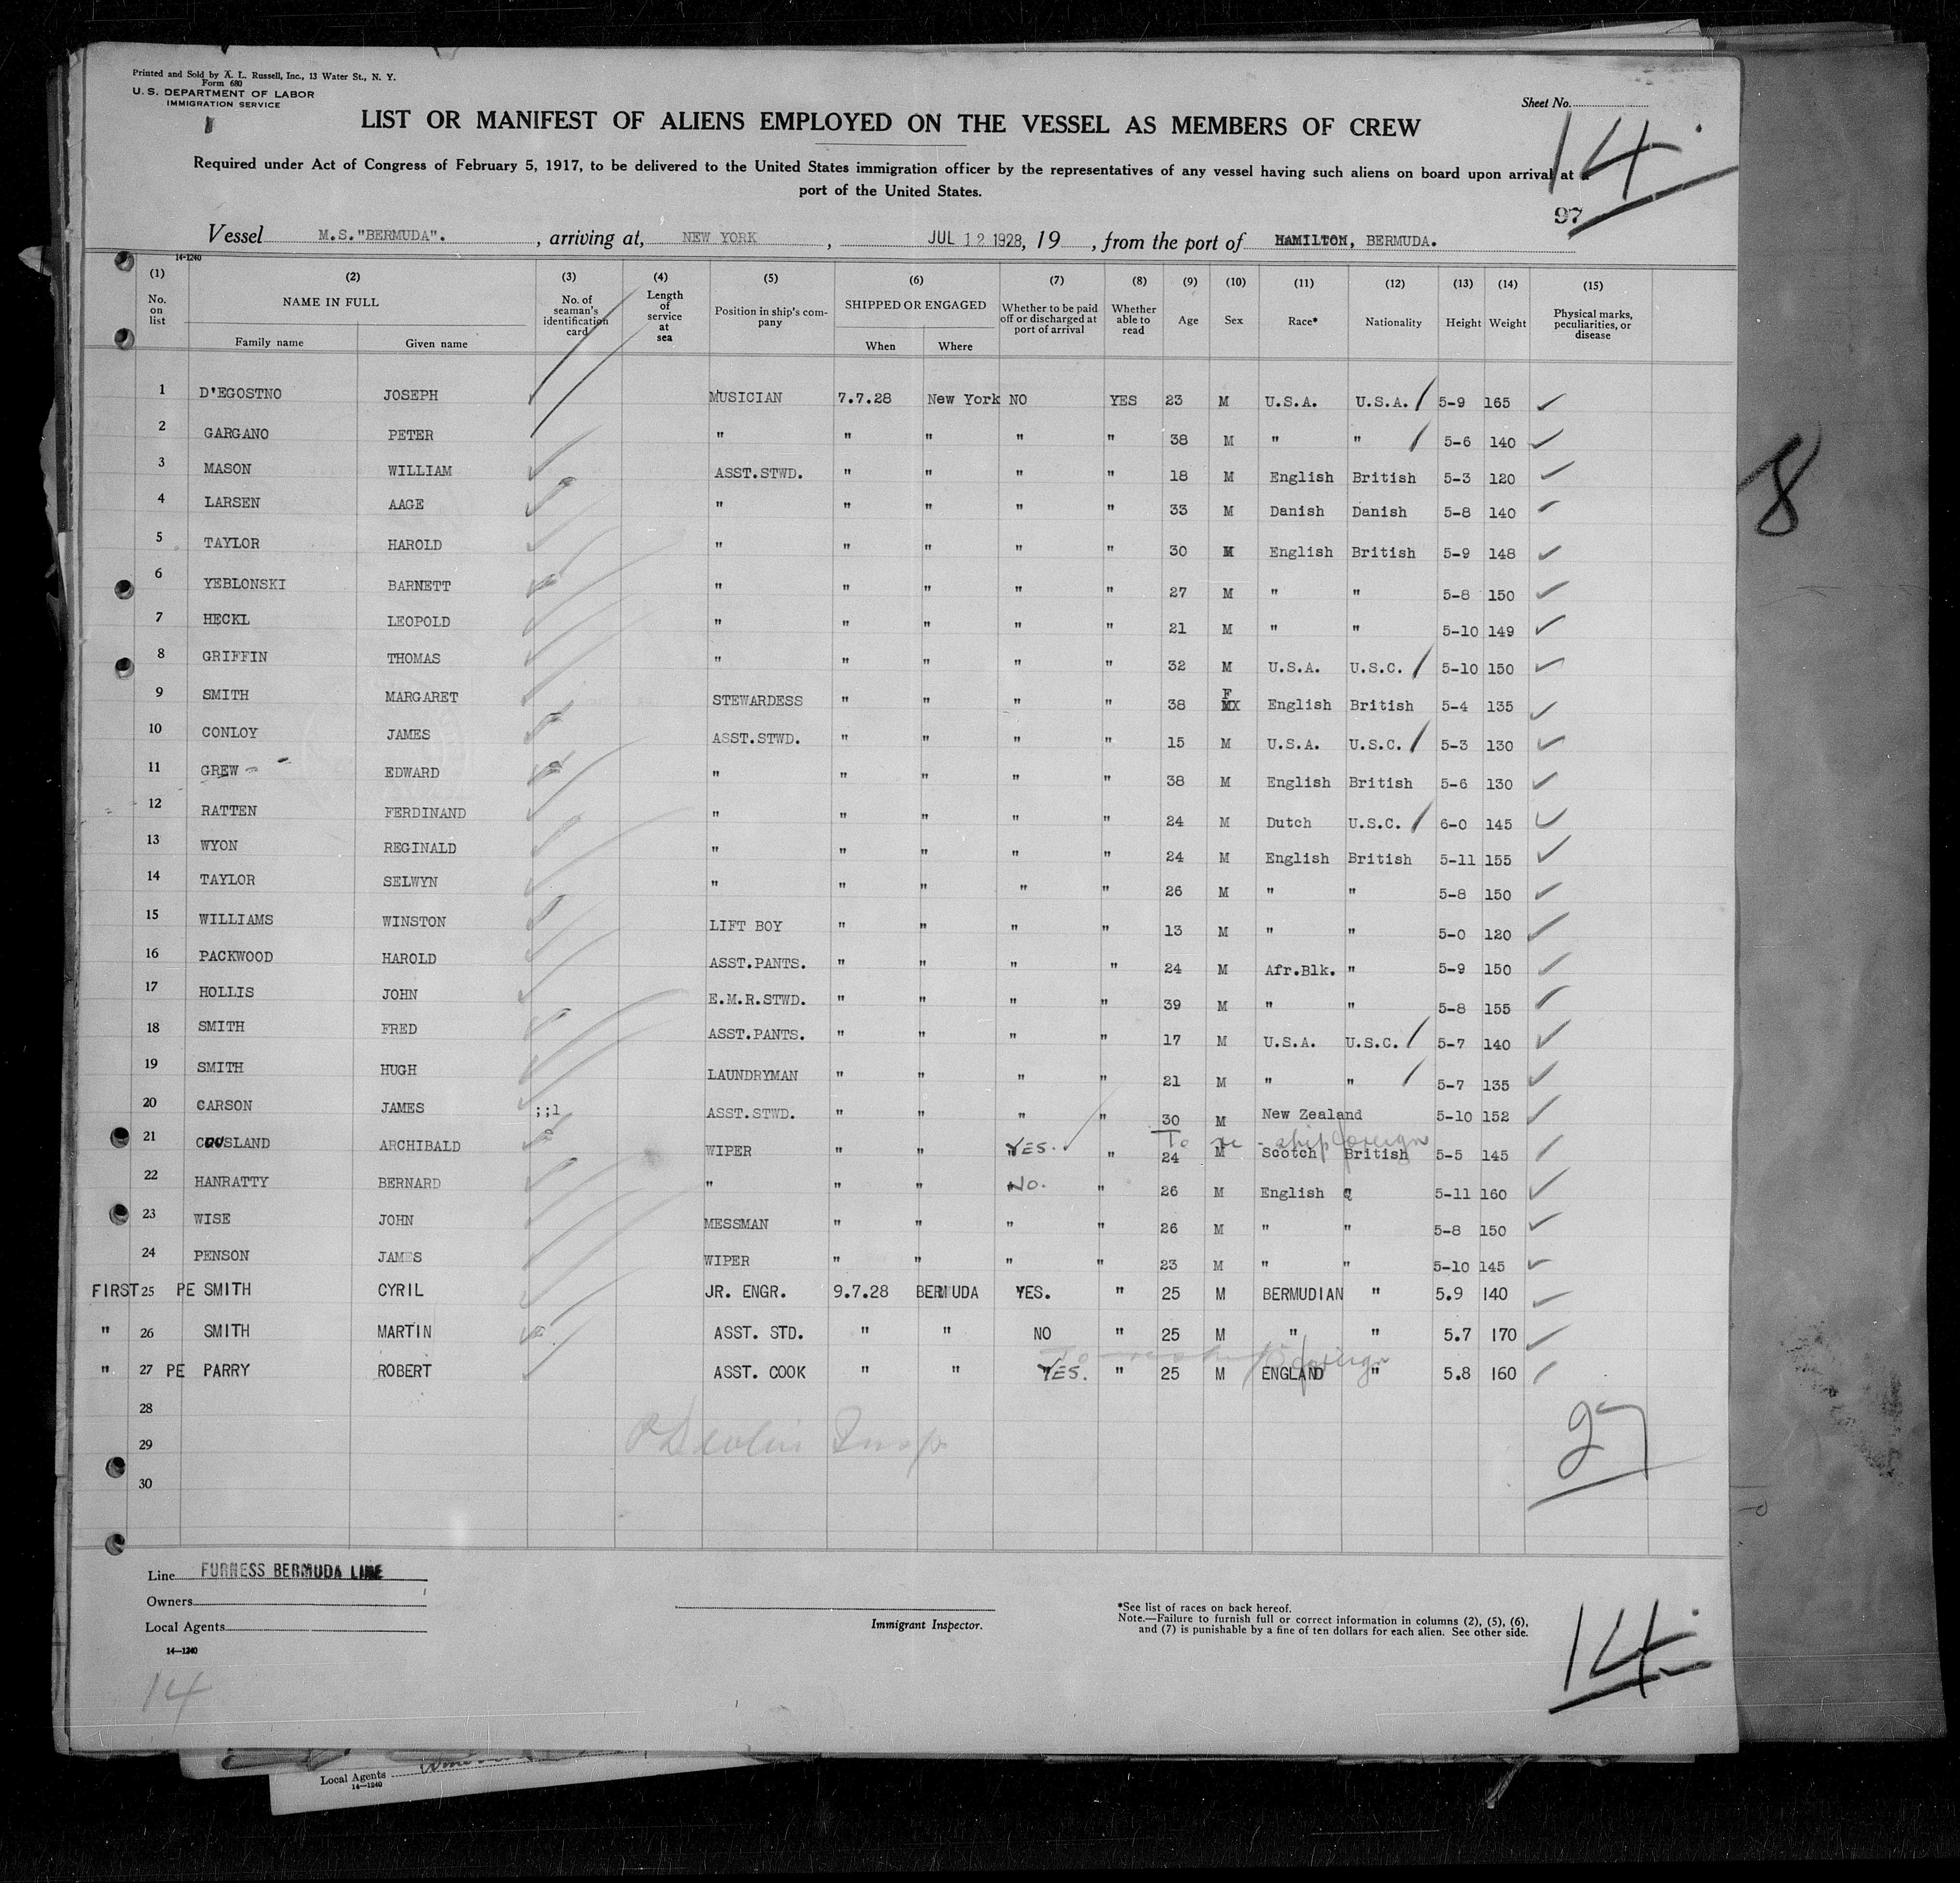 Printed and Sold by A. L. Russell, Inc., 13 Water St., N. Y.
Form 680
U. S. DEPARTMENT OF LABOR
IMMIGRATION SERVICE
Sheet No.
14
LIST OR MANIFEST OF ALIENS EMPLOYED ON THE VESSEL AS MEMBERS OF CREW
Required under Act of Congress of February 5, 1917, to be delivered to the United States immigration officer by the representatives of any vessel having such aliens on board upon arrival at a
port of the United States.
97
Vessel M.S."BERMUDA". , arriving at, NEW YORK , JUL 12 1928, 19 , from the port of HAMILTON, BERMUDA.
14-1240
(1) (2) (3) (4) (5) (6) (7) (8) (9) (10) (11) (12) (13) (14) (15)
No. on list NAME IN FULL Family name Given name No. of seaman's identification card Length of service at sea Position in ship's company SHIPPED OR ENGAGED When Where Whether to be paid off or discharged at port of arrival Whether able to read Age Sex Race* Nationality Height Weight Physical marks, peculiarities, or disease
1 D'EGOSTNO JOSEPH MUSICIAN 7.7.28 New York NO YES 23 M U.S.A. U.S.A. 5-9 165
2 GARGANO PETER " " " " " 38 M " " 5-6 140
3 MASON WILLIAM ASST.STWD. " " " " 18 M English British 5-3 120
4 LARSEN AAGE " " " " " 33 M Danish Danish 5-8 140
5 TAYLOR HAROLD " " " " " 30 M English British 5-9 148
6 YEBLONSKI BARNETT " " " " " 27 M " " 5-8 150
7 HECKL LEOPOLD " " " " " 21 M " " 5-10 149
8 GRIFFIN THOMAS " " " " " 32 M U.S.A. U.S.C. 5-10 150
9 SMITH MARGARET STEWARDESS " " " " 38 F MX English British 5-4 135
10 CONLOY JAMES ASST.STWD. " " " " 15 M U.S.A. U.S.C. 5-3 130
11 GREW EDWARD " " " " " 38 M English British 5-6 130
12 RATTEN FERDINAND " " " " " 24 M Dutch U.S.C. 6-0 145
13 WYON REGINALD " " " " " 24 M English British 5-11 155
14 TAYLOR SELWYN " " " " " 26 M " " 5-8 150
15 WILLIAMS WINSTON LIFT BOY " " " " 13 M " " 5-0 120
16 PACKWOOD HAROLD ASST.PANTS. " " " " 24 M Afr.Blk. " 5-9 150
17 HOLLIS JOHN E.M.R.STWD. " " " " 39 M " " 5-8 155
18 SMITH FRED ASST.PANTS. " " " " 17 M U.S.A. U.S.C. 5-7 140
19 SMITH HUGH LAUNDRYMAN " " " " 21 M " " 5-7 135
20 CARSON JAMES ;;1 ASST.STWD. " " " " 30 M New Zealand 5-10 152
To re-ship foreign
21 COUSLAND ARCHIBALD WIPER " " YES. " 24 M Scotch British 5-5 145
22 HANRATTY BERNARD " " " NO. " 26 M English " 5-11 160
23 WISE JOHN MESSMAN " " " " 26 M " " 5-8 150
24 PENSON JAMES WIPER " " " " 23 M " " 5-10 145
FIRST 25 PE SMITH CYRIL JR. ENGR. 9.7.28 BERMUDA YES. " 25 M BERMUDIAN " 5.9 140
" 26 SMITH MARTIN ASST. STD. " " NO " 25 M " " 5.7 170
To reship foreign
" 27 PE PARRY ROBERT ASST. COOK " " YES. " 25 M ENGLAND " 5.8 160
28
29
30
27
8
Line FURNESS BERMUDA LINE
Owners
Local Agents
14-1240
Immigrant Inspector.
*See list of races on back hereof.
Note.—Failure to furnish full or correct information in columns (2), (5), (6),
and (7) is punishable by a fine of ten dollars for each alien. See other side.
14
14
Local Agents
14-1240